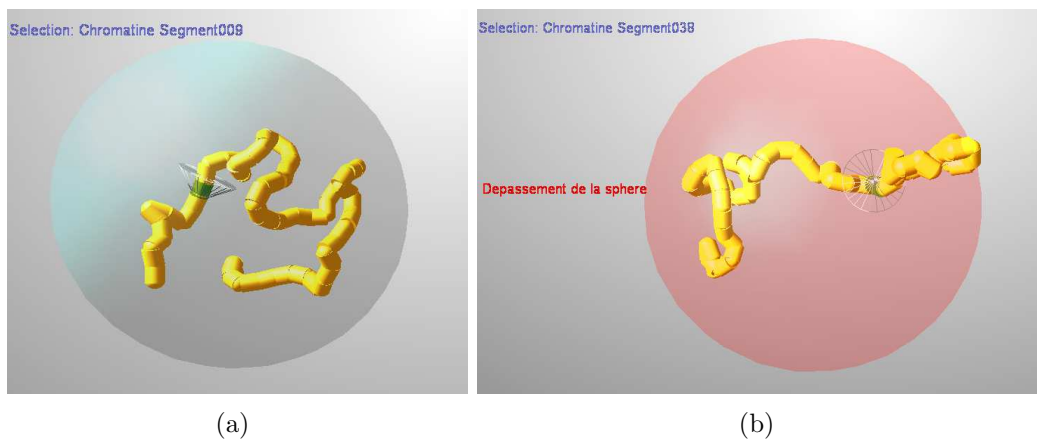 Selection: Chromatine Segment009
Selection: Chromatine Segment038
Depassement de la sphere
(a)
(b)